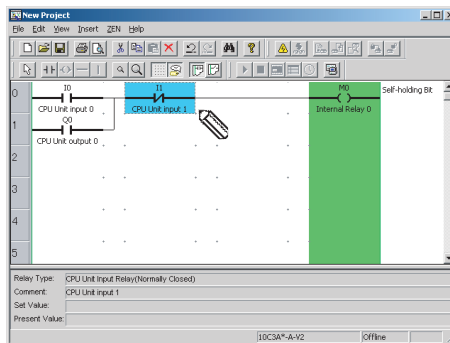 New Project
File Edit View Insert ZEN Help
0 I0 I1 M0 Self-holding Bit
CPU Unit input 0 CPU Unit input 1 Internal Relay 0
1 Q0
CPU Unit output 0
2
3
4
5
Relay Type: CPU Unit Input Relay(Normally Closed)
Comment: CPU Unit input 1
Set Value:
Present Value:
10C3A*-A-V2 Offline